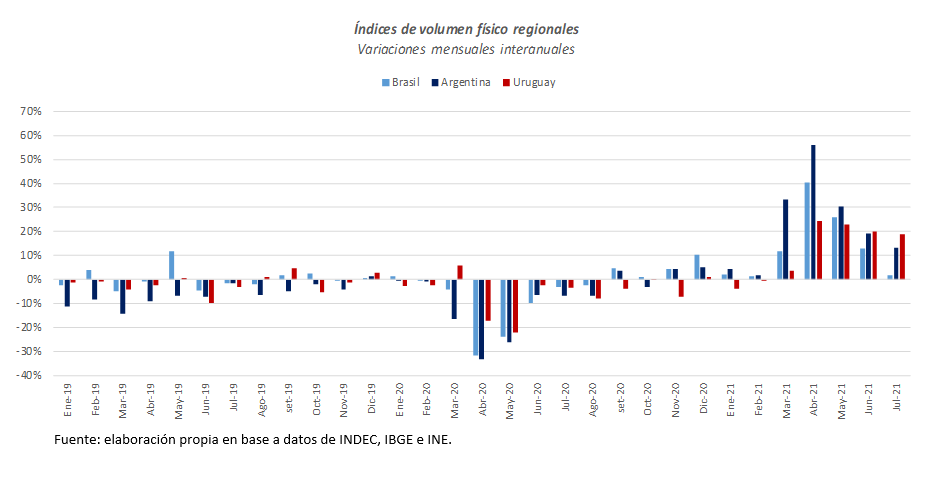 Índices de volumen físico regionales
Variaciones mensuales interanuales
Brasil Argentina Uruguay
70%
60%
50%
40%
30%
20%
10%
0%
-10%
-20%
-30%
-40%
Ene-19 Feb-19 Mar-19 Abr-19 May-19 Jun-19 Jul-19 Ago-19 set-19 Oct-19 Nov-19 Dic-19 Ene-20 Feb-20 Mar-20 Abr-20 May-20 Jun-20 Jul-20 Ago-20 set-20 Oct-20 Nov-20 Dic-20 Ene-21 Feb-21 Mar-21 Abr-21 May-21 Jun-21 Jul-21
Fuente: elaboración propia en base a datos de INDEC, IBGE e INE.